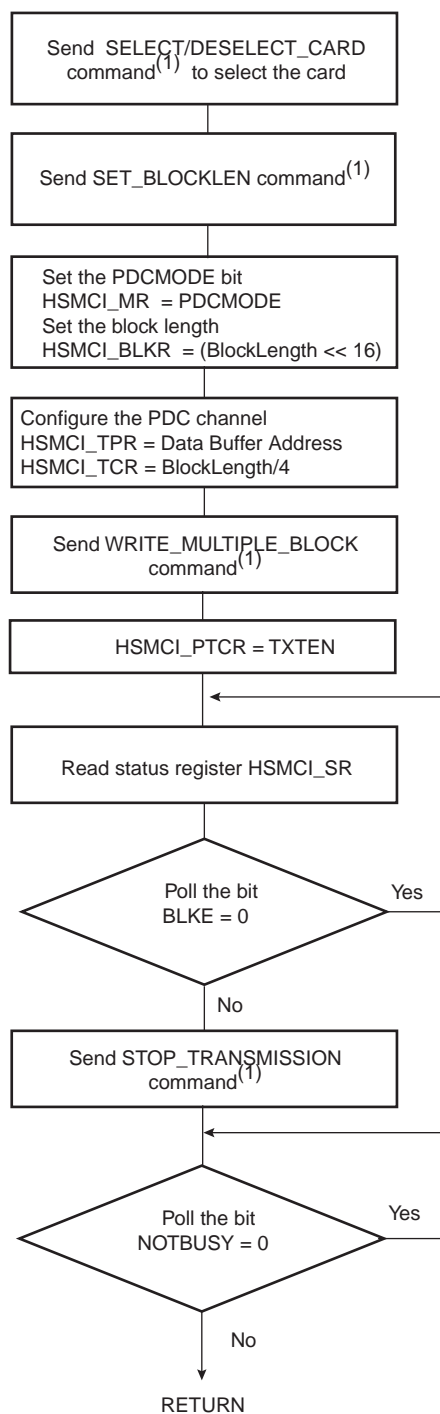 Send SELECT/DESELECT_CARD
command(1) to select the card
Send SET_BLOCKLEN command(1)
Set the PDCMODE bit
HSMCI_MR = PDCMODE
Set the block length
HSMCI_BLKR = (BlockLength << 16)
Configure the PDC channel
HSMCI_TPR = Data Buffer Address
HSMCI_TCR = BlockLength/4
Send WRITE_MULTIPLE_BLOCK
command(1)
HSMCI_PTCR = TXTEN
Read status register HSMCI_SR
Poll the bit
BLKE = 0
Yes
No
Send STOP_TRANSMISSION
command(1)
Poll the bit
NOTBUSY = 0
Yes
No
RETURN